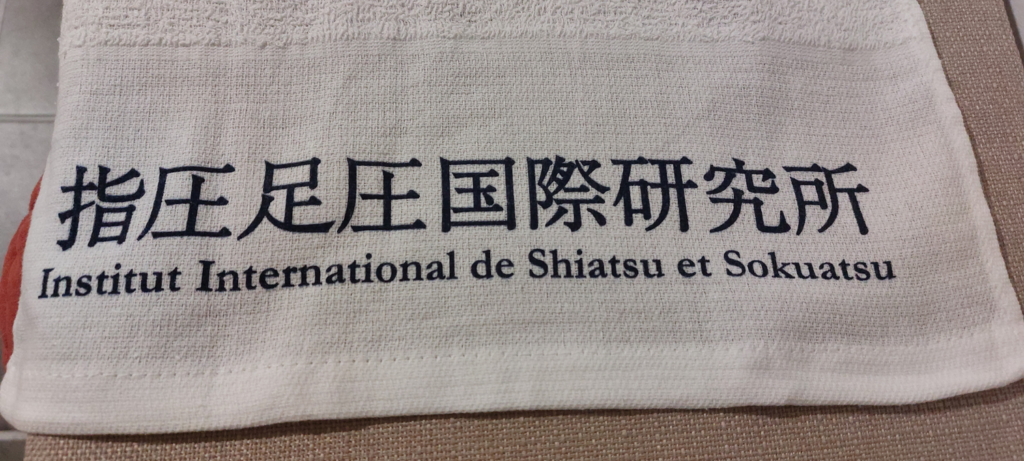 指圧足圧国際研究所
Institut International de Shiatsu et Sokuatsu